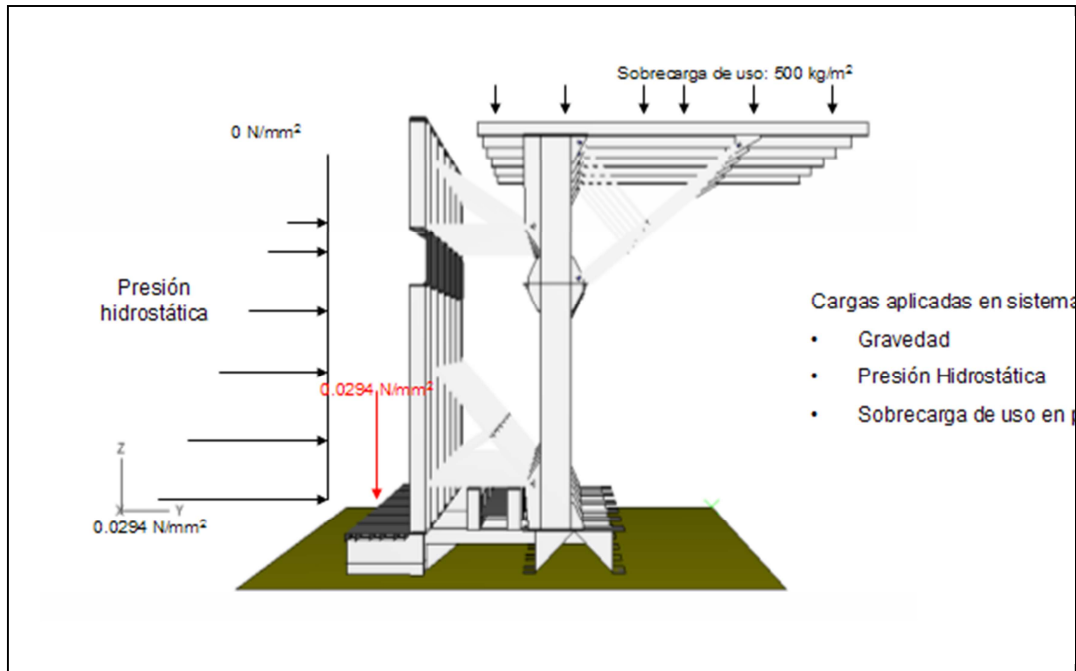 Sobrecarga de uso: 500 kg/m²
0 N/mm²
Presión
hidrostática
0.0294 N/mm²
Z
X Y
0.0294 N/mm²
Cargas aplicadas en sistema
• Gravedad
• Presión Hidrostática
• Sobrecarga de uso en